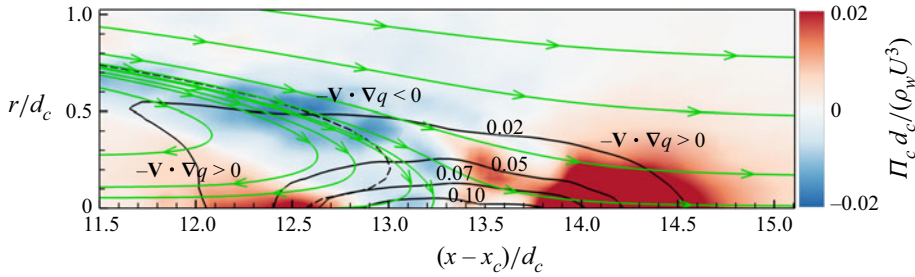 1.0
r/d_c 0.5
0
11.5 12.0 12.5 13.0 13.5 14.0 14.5 15.0
(x – x_c)/d_c
–V • ∇q < 0
–V • ∇q > 0
–V • ∇q > 0
0.02
0.05
0.07
0.10
0.02
0
–0.02
Π_c d_c/(ρ_w U^3)